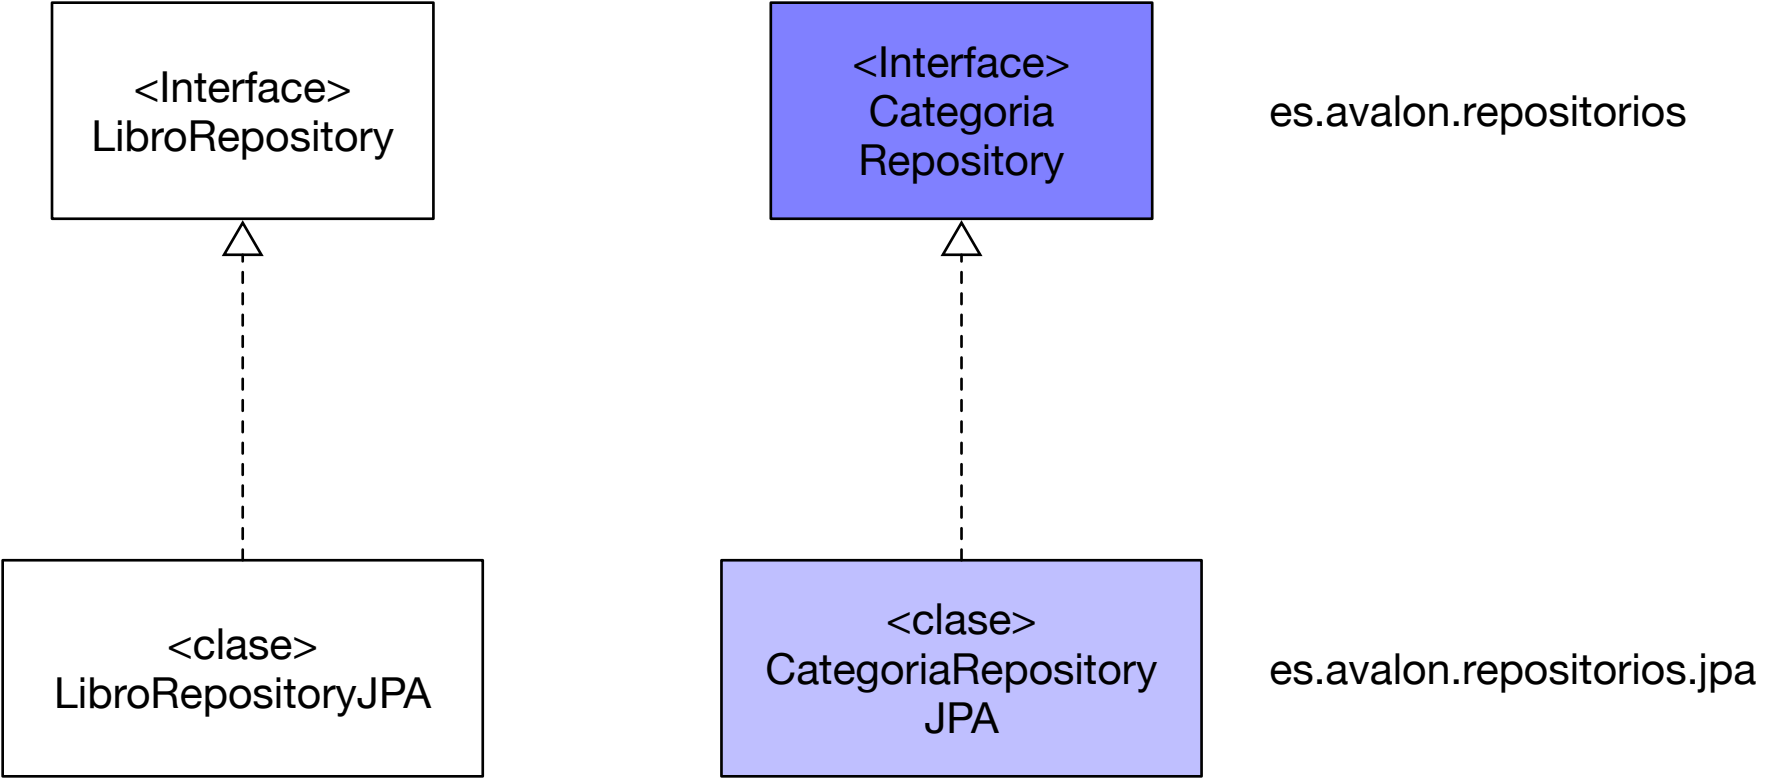 <Interface>
LibroRepository
<Interface>
Categoria
Repository
es.avalon.repositorios
<clase>
LibroRepositoryJPA
<clase>
CategoriaRepository
JPA
es.avalon.repositorios.jpa